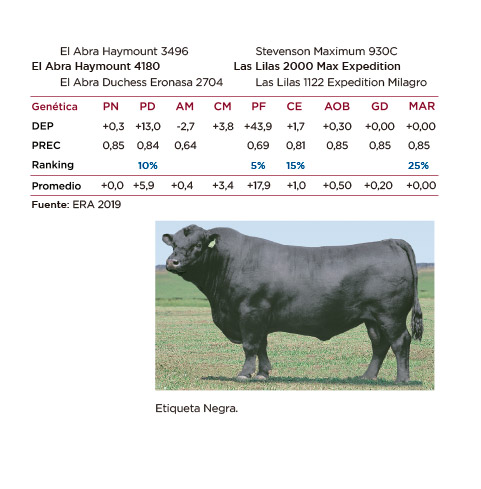 El Abra Haymount 3496 Stevenson Maximum 930C
El Abra Haymount 4180 Las Lilas 2000 Max Expedition
El Abra Duchess Eronasa 2704 Las Lilas 1122 Expedition Milagro
Genética PN PD AM CM PF CE AOB GD MAR
DEP +0,3 +13,0 -2,7 +3,8 +43,9 +1,7 +0,30 +0,00 +0,00
PREC 0,85 0,84 0,64 0,69 0,81 0,85 0,85 0,85
Ranking 10% 5% 15% 25%
Promedio +0,0 +5,9 +0,4 +3,4 +17,9 +1,0 +0,50 +0,20 +0,00
Fuente: ERA 2019
Etiqueta Negra.